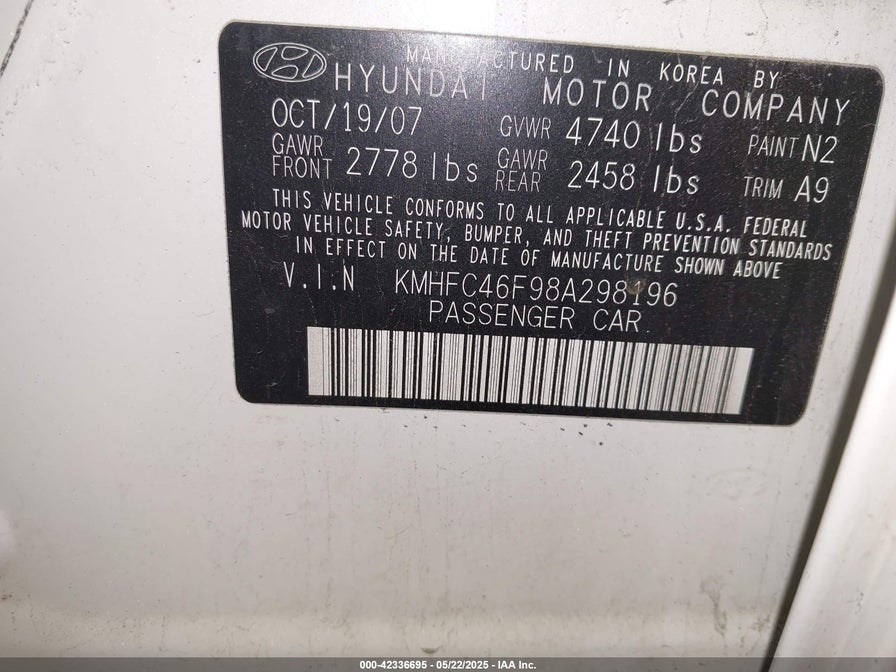 MANUFACTURED IN KOREA BY
HYUNDAI MOTOR COMPANY
OCT/19/07 GVWR 4740 lbs PAINT N2
GAWR FRONT 2778 lbs GAWR REAR 2458 lbs TRIM A9
THIS VEHICLE CONFORMS TO ALL APPLICABLE U.S.A. FEDERAL
MOTOR VEHICLE SAFETY, BUMPER, AND THEFT PREVENTION STANDARDS
IN EFFECT ON THE DATE OF MANUFACTURE SHOWN ABOVE
V.I.N KMHFC46F98A298196
PASSENGER CAR
000-42336695 - 05/22/2025 - IAA Inc.